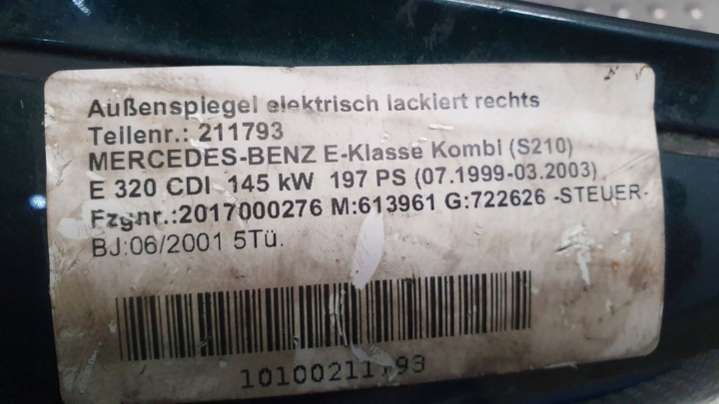 Außenspiegel elektrisch lackiert rechts
Teilenr.: 211793
MERCEDES-BENZ E-Klasse Kombi (S210)
E 320 CDI 145 kW 197 PS (07.1999-03.2003)
Fzgnr.:2017000276 M:613961 G:722626 -STEUER-
BJ:06/2001 5Tü.
10100211793